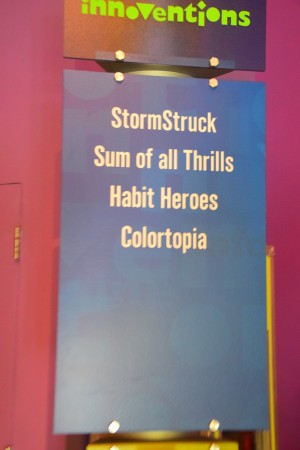 innoventions
StormStruck
Sum of all Thrills
Habit Heroes
Colortopia